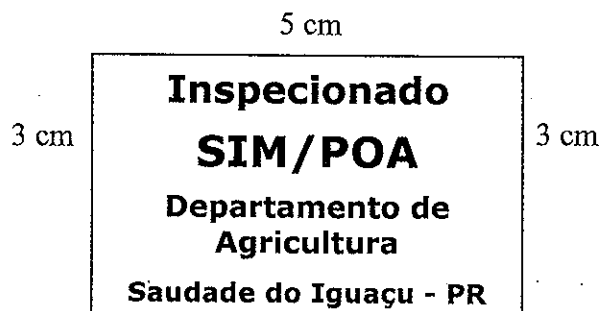 5 cm
Inspecionado
3 cm
SIM/POA
3 cm
Departamento de
Agricultura
Saudade do Iguaçu - PR